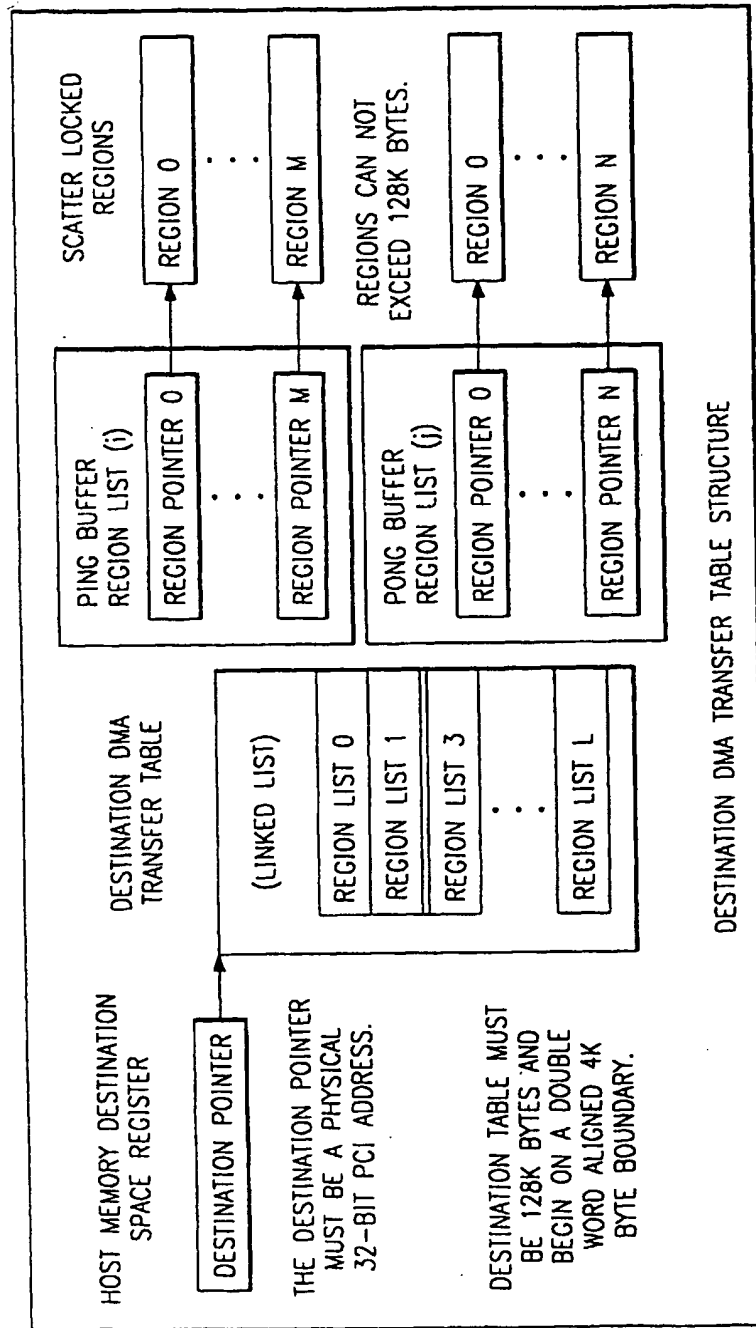 HOST MEMORY DESTINATION
SPACE REGISTER
DESTINATION POINTER
THE DESTINATION POINTER
MUST BE A PHYSICAL
32-BIT PCI ADDRESS.
DESTINATION TABLE MUST
BE 128K BYTES AND
BEGIN ON A DOUBLE
WORD ALIGNED 4K
BYTE BOUNDARY.
DESTINATION DMA
TRANSFER TABLE
(LINKED LIST)
REGION LIST 0
REGION LIST 1
REGION LIST 3
. . .
REGION LIST L
PING BUFFER
REGION LIST (i)
REGION POINTER 0
. . .
REGION POINTER M
PONG BUFFER
REGION LIST (j)
REGION POINTER 0
. . .
REGION POINTER N
SCATTER LOCKED
REGIONS
REGION 0
. . .
REGION M
REGIONS CAN NOT
EXCEED 128K BYTES.
REGION 0
. . .
REGION N
DESTINATION DMA TRANSFER TABLE STRUCTURE